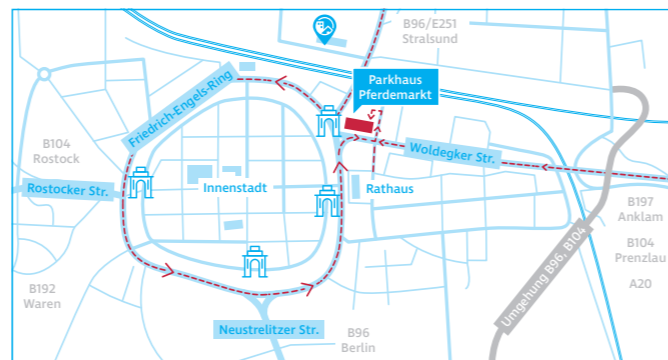 B96/E251
Stralsund
Parkhaus
Pferdemarkt
Friedrich-Engels-Ring
B104
Rostock
Woldegker Str.
Rostocker Str.
Innenstadt
Rathaus
B197
Anklam
B104
Prenzlau
A20
Umgehung B96, B104
B192
Waren
Neustrelitzer Str.
B96
Berlin